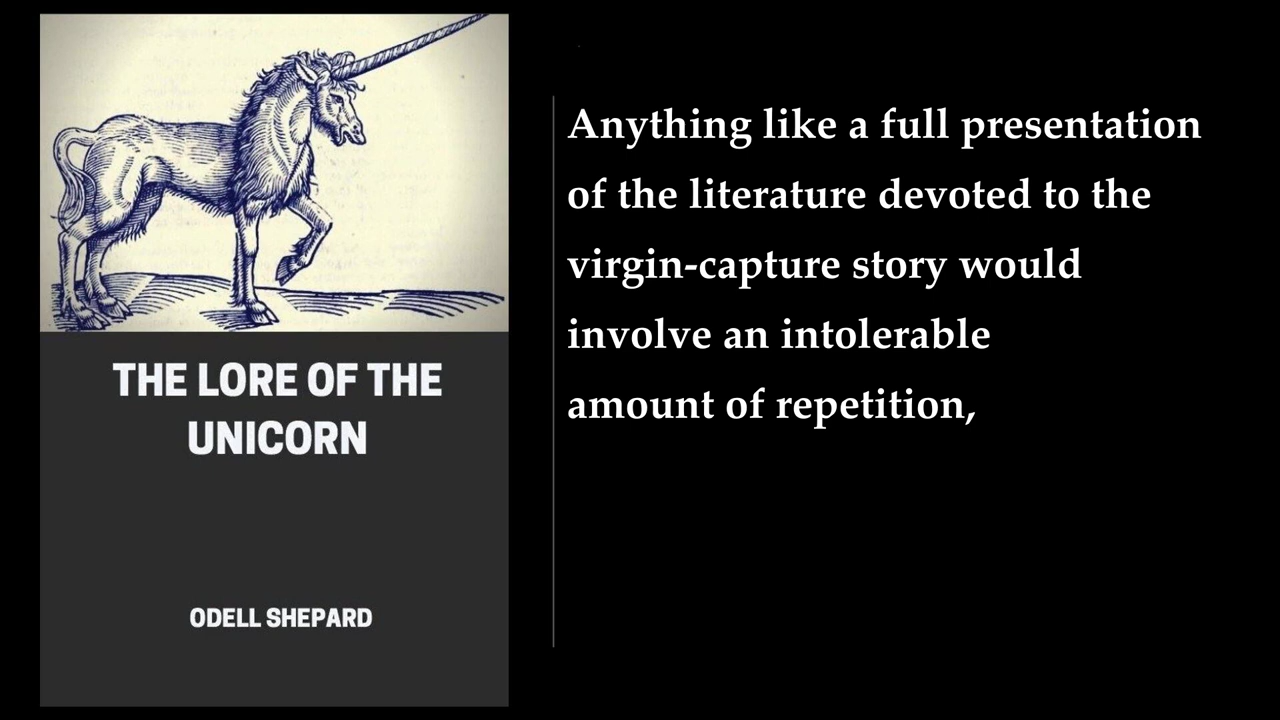 THE LORE OF THE
UNICORN
ODELL SHEPARD
Anything like a full presentation
of the literature devoted to the
virgin-capture story would
involve an intolerable
amount of repetition,